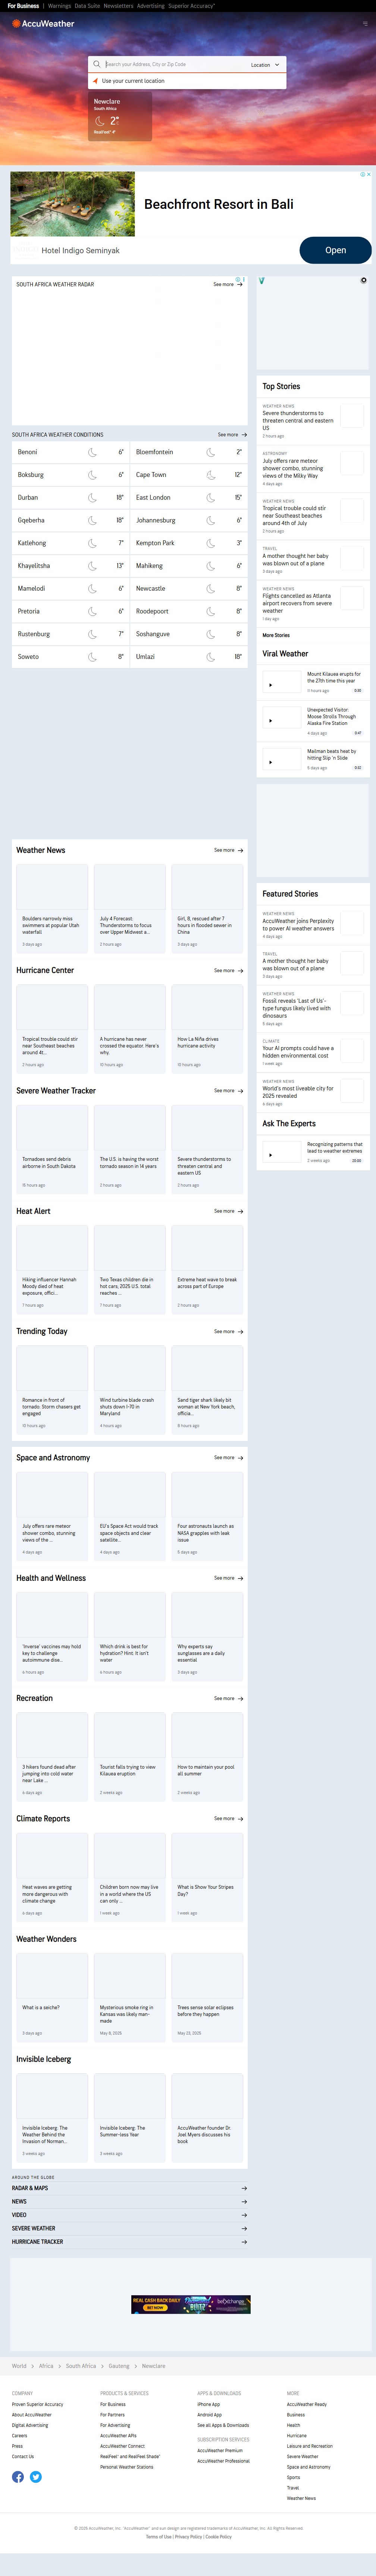 For Business | Warnings Data Suite Newsletters Advertising Superior Accuracy™
AccuWeather
Search your Address, City or Zip Code
Location
Use your current location
Newclare
South Africa
2°
RealFeel® 4°
Beachfront Resort in Bali
Hotel Indigo Seminyak
Open
SOUTH AFRICA WEATHER RADAR
See more
SOUTH AFRICA WEATHER CONDITIONS
See more
Benoni 6°
Bloemfontein 2°
Boksburg 6°
Cape Town 12°
Durban 18°
East London 15°
Gqeberha 18°
Johannesburg 6°
Katlehong 7°
Kempton Park 3°
Khayelitsha 13°
Mahikeng 6°
Mamelodi 6°
Newcastle 8°
Pretoria 6°
Roodepoort 8°
Rustenburg 7°
Soshanguve 8°
Soweto 8°
Umlazi 18°
Top Stories
WEATHER NEWS
Severe thunderstorms to
threaten central and eastern
US
2 hours ago
ASTRONOMY
July offers rare meteor
shower combo, stunning
views of the Milky Way
4 days ago
WEATHER NEWS
Tropical trouble could stir
near Southeast beaches
around 4th of July
2 hours ago
TRAVEL
A mother thought her baby
was blown out of a plane
3 days ago
WEATHER NEWS
Flights cancelled as Atlanta
airport recovers from severe
weather
1 day ago
More Stories
Viral Weather
Mount Kilauea erupts for
the 27th time this year
11 hours ago
0:35
Unexpected Visitor:
Moose Strolls Through
Alaska Fire Station
4 days ago
Mailman beats heat by
hitting Slip 'n Slide
5 days ago
Weather News
See more
Boulders narrowly miss
swimmers at popular Utah
waterfall
3 days ago
July 4 Forecast:
Thunderstorms to focus
over Upper Midwest a...
2 hours ago
Girl, 8, rescued after 7
hours in flooded sewer in
China
3 days ago
Hurricane Center
See more
Tropical trouble could stir
near Southeast beaches
around 4t...
2 hours ago
A hurricane has never
crossed the equator. Here's
why.
10 hours ago
How La Niña drives
hurricane activity
10 hours ago
Severe Weather Tracker
See more
Tornadoes send debris
airborne in South Dakota
15 hours ago
The U.S. is having the worst
tornado season in 14 years
2 hours ago
Severe thunderstorms to
threaten central and
eastern US
2 hours ago
Heat Alert
See more
Hiking influencer Hannah
Moody died of heat
exposure, offici...
7 hours ago
Two Texas children die in
hot cars; 2025 U.S. total
reaches ...
7 hours ago
Extreme heat wave to break
across part of Europe
2 hours ago
Trending Today
See more
Romance in front of
tornado: Storm chasers get
engaged
10 hours ago
Wind turbine blade crash
shuts down I-70 in
Maryland
4 hours ago
Sand tiger shark likely bit
woman at New York beach,
officia...
8 hours ago
Space and Astronomy
See more
July offers rare meteor
shower combo, stunning
views of the ...
4 days ago
EU's Space Act would track
space objects and clear
satellite...
4 days ago
Four astronauts launch as
NASA grapples with leak
issue
5 days ago
Health and Wellness
See more
'Inverse' vaccines may hold
key to challenge
autoimmune dise...
6 hours ago
Which drink is best for
hydration? Hint: It isn't
water
6 hours ago
Why experts say
sunglasses are a daily
essential
3 days ago
Recreation
See more
3 hikers found dead after
jumping into cold water
near Lake ...
6 days ago
Tourist falls trying to view
Kilauea eruption
2 weeks ago
How to maintain your pool
all summer
2 weeks ago
Climate Reports
See more
Heat waves are getting
more dangerous with
climate change
6 days ago
Children born now may live
in a world where the US
can only ...
1 week ago
What is Show Your Stripes
Day?
1 week ago
Weather Wonders
What is a seiche?
3 days ago
Mysterious smoke ring in
Kansas was likely man-
made
May 8, 2025
Trees sense solar eclipses
before they happen
May 23, 2025
Invisible Iceberg
Invisible Iceberg: The
Weather Behind the
Invasion of Norman...
3 weeks ago
Invisible Iceberg: The
Summer-less Year
3 weeks ago
AccuWeather founder Dr.
Joel Myers discusses his
book
Featured Stories
WEATHER NEWS
AccuWeather joins Perplexity
to power AI weather answers
4 days ago
TRAVEL
A mother thought her baby
was blown out of a plane
3 days ago
WEATHER NEWS
Fossil reveals 'Last of Us'-
type fungus likely lived with
dinosaurs
5 days ago
CLIMATE
Your AI prompts could have a
hidden environmental cost
1 week ago
WEATHER NEWS
World's most liveable city for
2025 revealed
6 days ago
Ask The Experts
Recognizing patterns that
lead to weather extremes
2 weeks ago
AROUND THE GLOBE
RADAR & MAPS
NEWS
VIDEO
SEVERE WEATHER
HURRICANE TRACKER
REAL CASH BACK DAILY
BET NOW
BLITZ
World > Africa > South Africa > Gauteng > Newclare
COMPANY
Proven Superior Accuracy
About AccuWeather
Digital Advertising
Careers
Press
Contact Us
PRODUCTS & SERVICES
For Business
For Partners
For Advertising
AccuWeather APIs
AccuWeather Connect
RealFeel® and RealFeel Shade™
Personal Weather Stations
APPS & DOWNLOADS
iPhone App
Android App
See all Apps & Downloads
SUBSCRIPTION SERVICES
AccuWeather Premium
AccuWeather Professional
MORE
AccuWeather Ready
Business
Health
Hurricane
Leisure and Recreation
Severe Weather
Space and Astronomy
Sports
Travel
Weather News
© 2025 AccuWeather, Inc. "AccuWeather" and sun design are registered trademarks of AccuWeather, Inc. All Rights Reserved.
Terms of Use | Privacy Policy | Cookie Policy